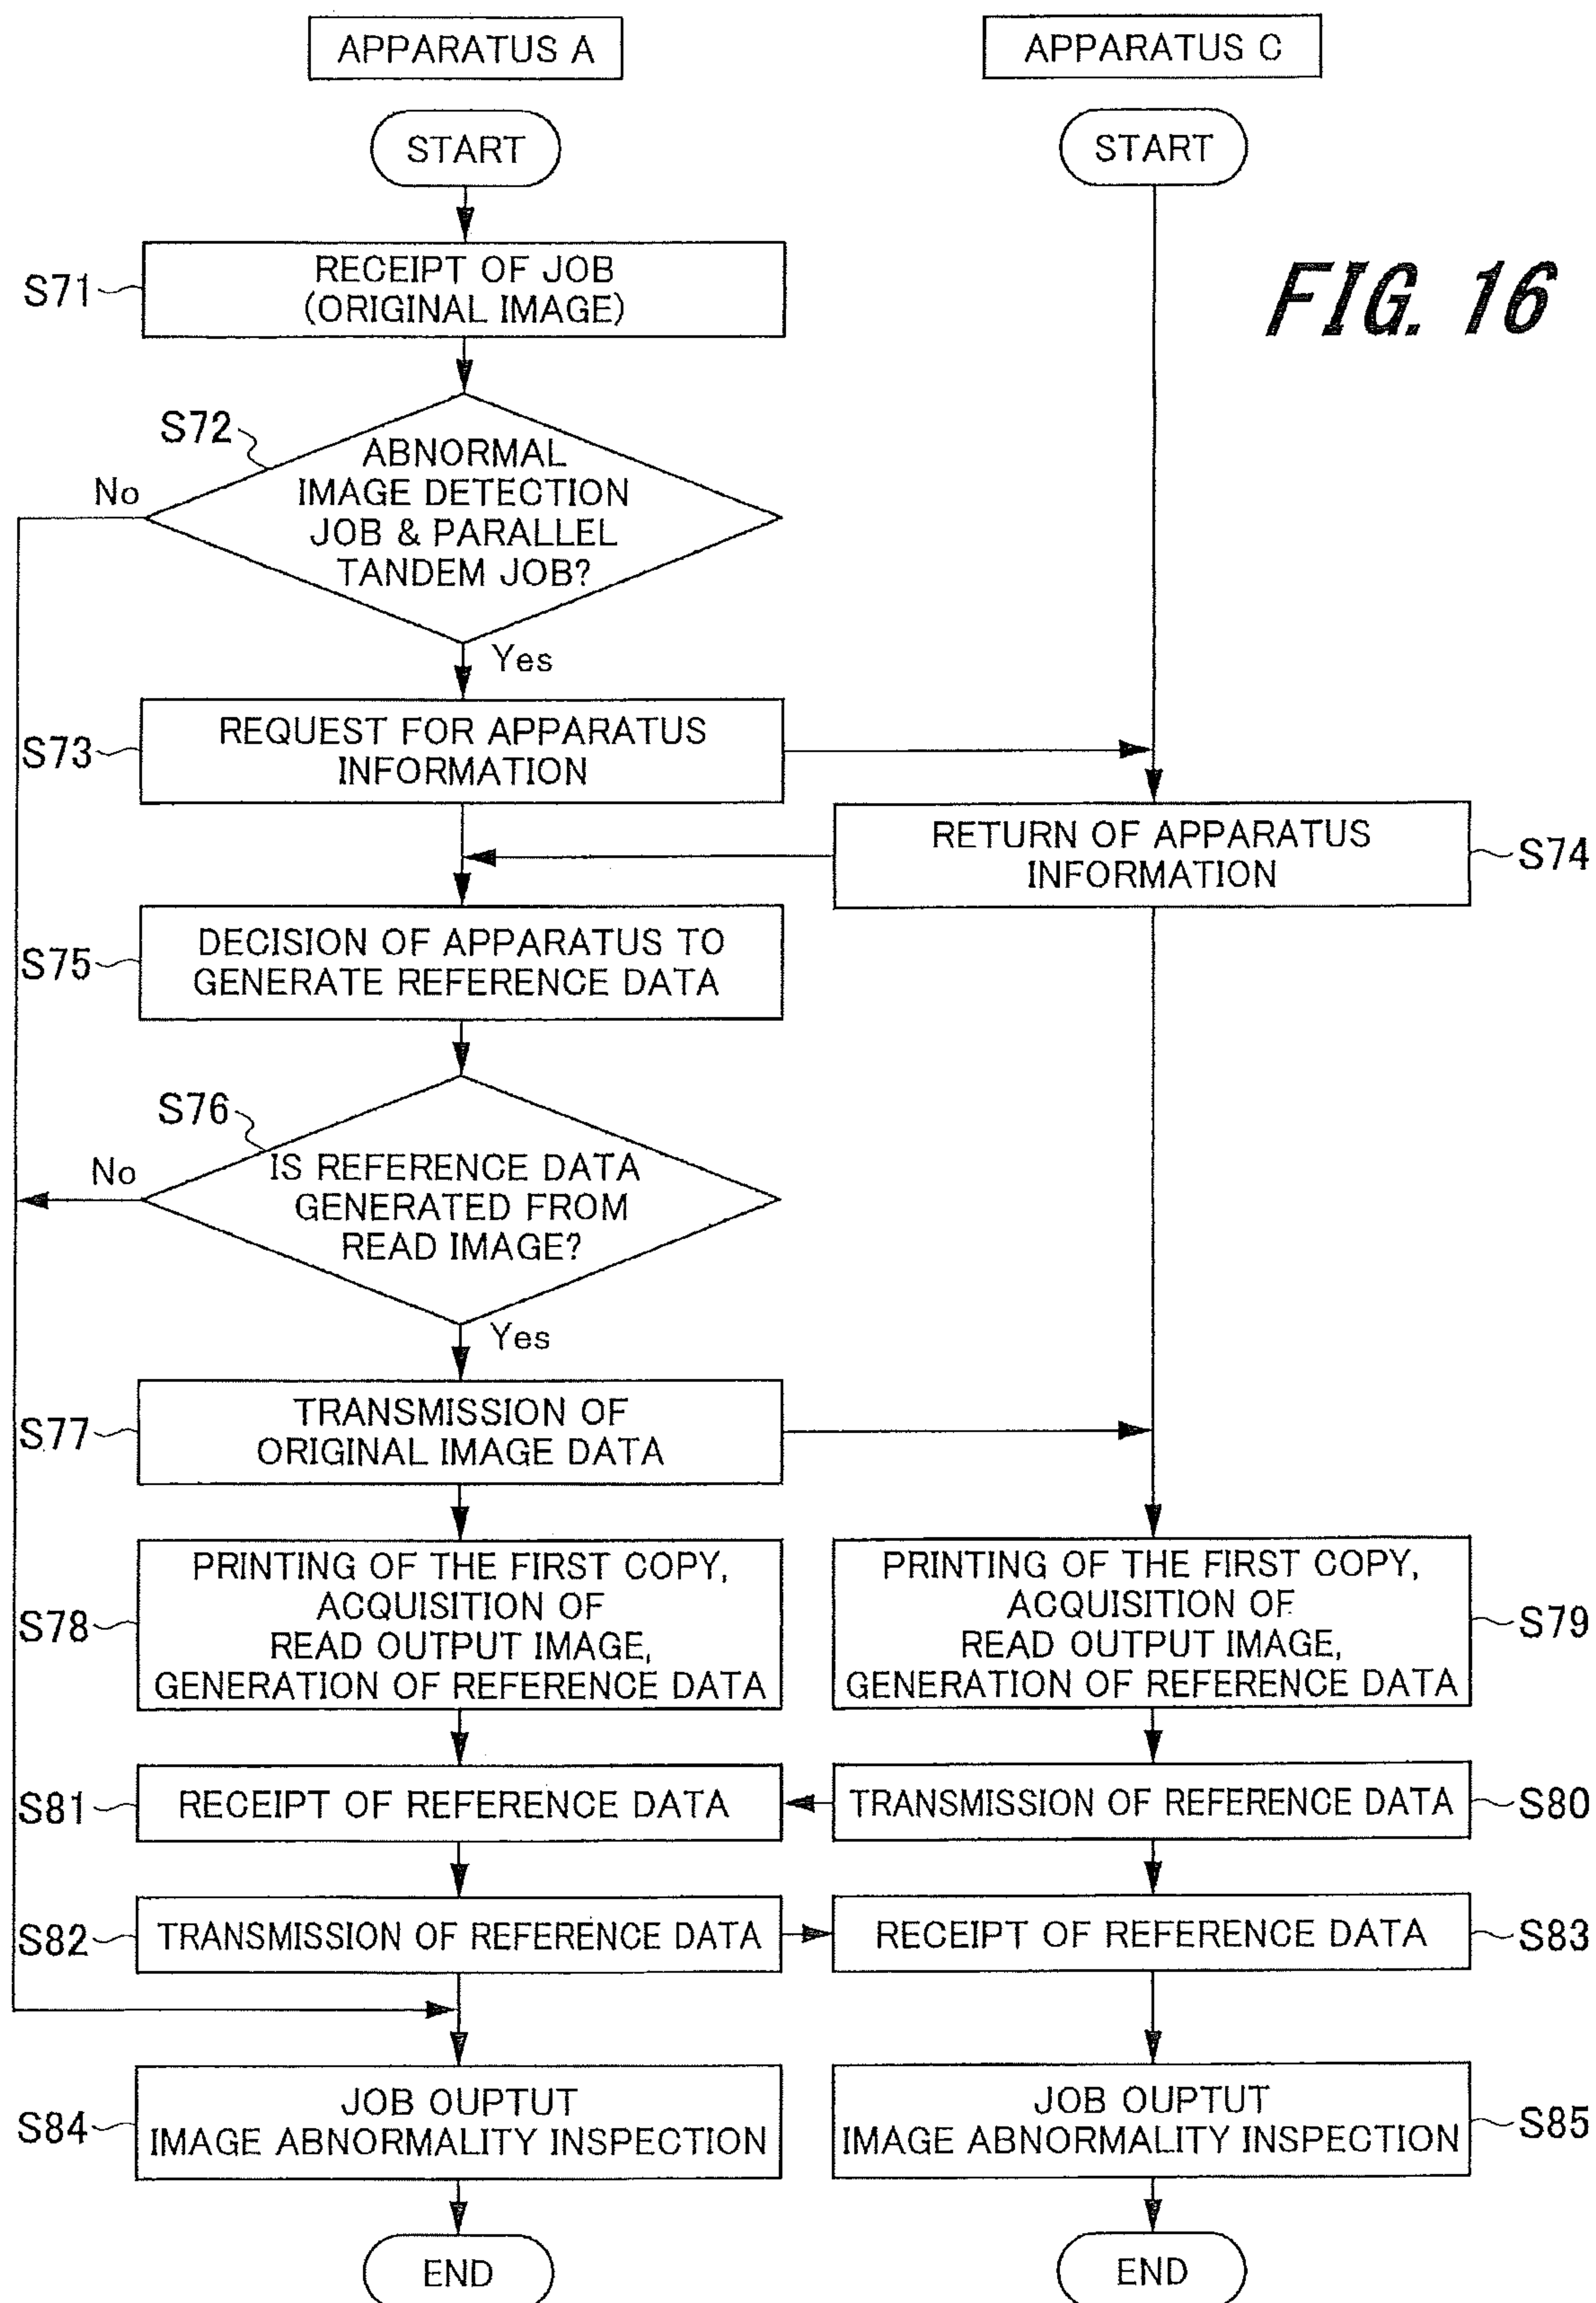 APPARATUS A
APPARATUS C
START
START
FIG. 16
S71
RECEIPT OF JOB
(ORIGINAL IMAGE)
S72
ABNORMAL
IMAGE DETECTION
JOB & PARALLEL
TANDEM JOB?
No
Yes
S73
REQUEST FOR APPARATUS
INFORMATION
RETURN OF APPARATUS
INFORMATION
S74
S75
DECISION OF APPARATUS TO
GENERATE REFERENCE DATA
S76
IS REFERENCE DATA
GENERATED FROM
READ IMAGE?
No
Yes
S77
TRANSMISSION OF
ORIGINAL IMAGE DATA
S78
PRINTING OF THE FIRST COPY,
ACQUISITION OF
READ OUTPUT IMAGE,
GENERATION OF REFERENCE DATA
PRINTING OF THE FIRST COPY,
ACQUISITION OF
READ OUTPUT IMAGE,
GENERATION OF REFERENCE DATA
S79
S81
RECEIPT OF REFERENCE DATA
TRANSMISSION OF REFERENCE DATA
S80
S82
TRANSMISSION OF REFERENCE DATA
RECEIPT OF REFERENCE DATA
S83
S84
JOB OUPTUT
IMAGE ABNORMALITY INSPECTION
JOB OUPTUT
IMAGE ABNORMALITY INSPECTION
S85
END
END